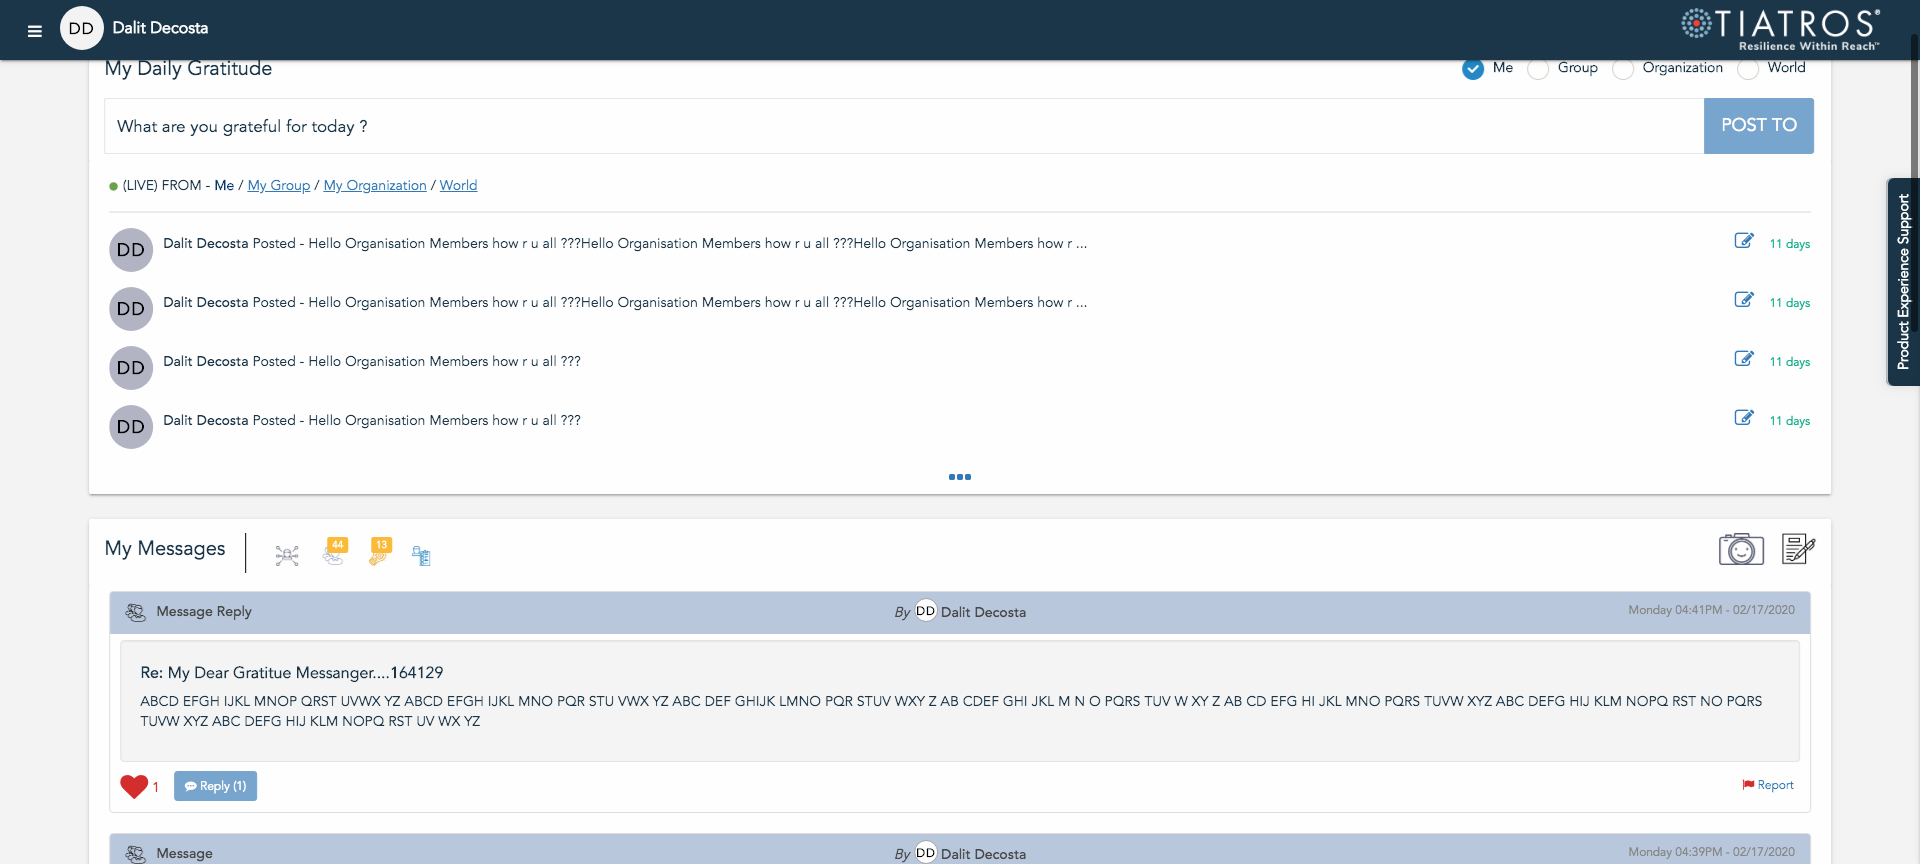 DD Dalit Decosta
TIATROS®
Resilience Within Reach™
My Daily Gratitude
Me Group Organization World
What are you grateful for today ?
POST TO
(LIVE) FROM - Me / My Group / My Organization / World
Product Experience Support
DD Dalit Decosta Posted - Hello Organisation Members how r u all ???Hello Organisation Members how r u all ???Hello Organisation Members how r ... 11 days
DD Dalit Decosta Posted - Hello Organisation Members how r u all ???Hello Organisation Members how r u all ???Hello Organisation Members how r ... 11 days
DD Dalit Decosta Posted - Hello Organisation Members how r u all ??? 11 days
DD Dalit Decosta Posted - Hello Organisation Members how r u all ??? 11 days
My Messages 44 13
Message Reply By DD Dalit Decosta Monday 04:41PM - 02/17/2020
Re: My Dear Gratitue Messanger....164129
ABCD EFGH IJKL MNOP QRST UVWX YZ ABCD EFGH IJKL MNO PQR STU VWX YZ ABC DEF GHIJK LMNO PQR STUV WXY Z AB CDEF GHI JKL M N O PQRS TUV W XY Z AB CD EFG HI JKL MNO PQRS TUVW XYZ ABC DEFG HIJ KLM NOPQ RST NO PQRS
TUVW XYZ ABC DEFG HIJ KLM NOPQ RST UV WX YZ
1 Reply (1) Report
Message By DD Dalit Decosta Monday 04:39PM - 02/17/2020